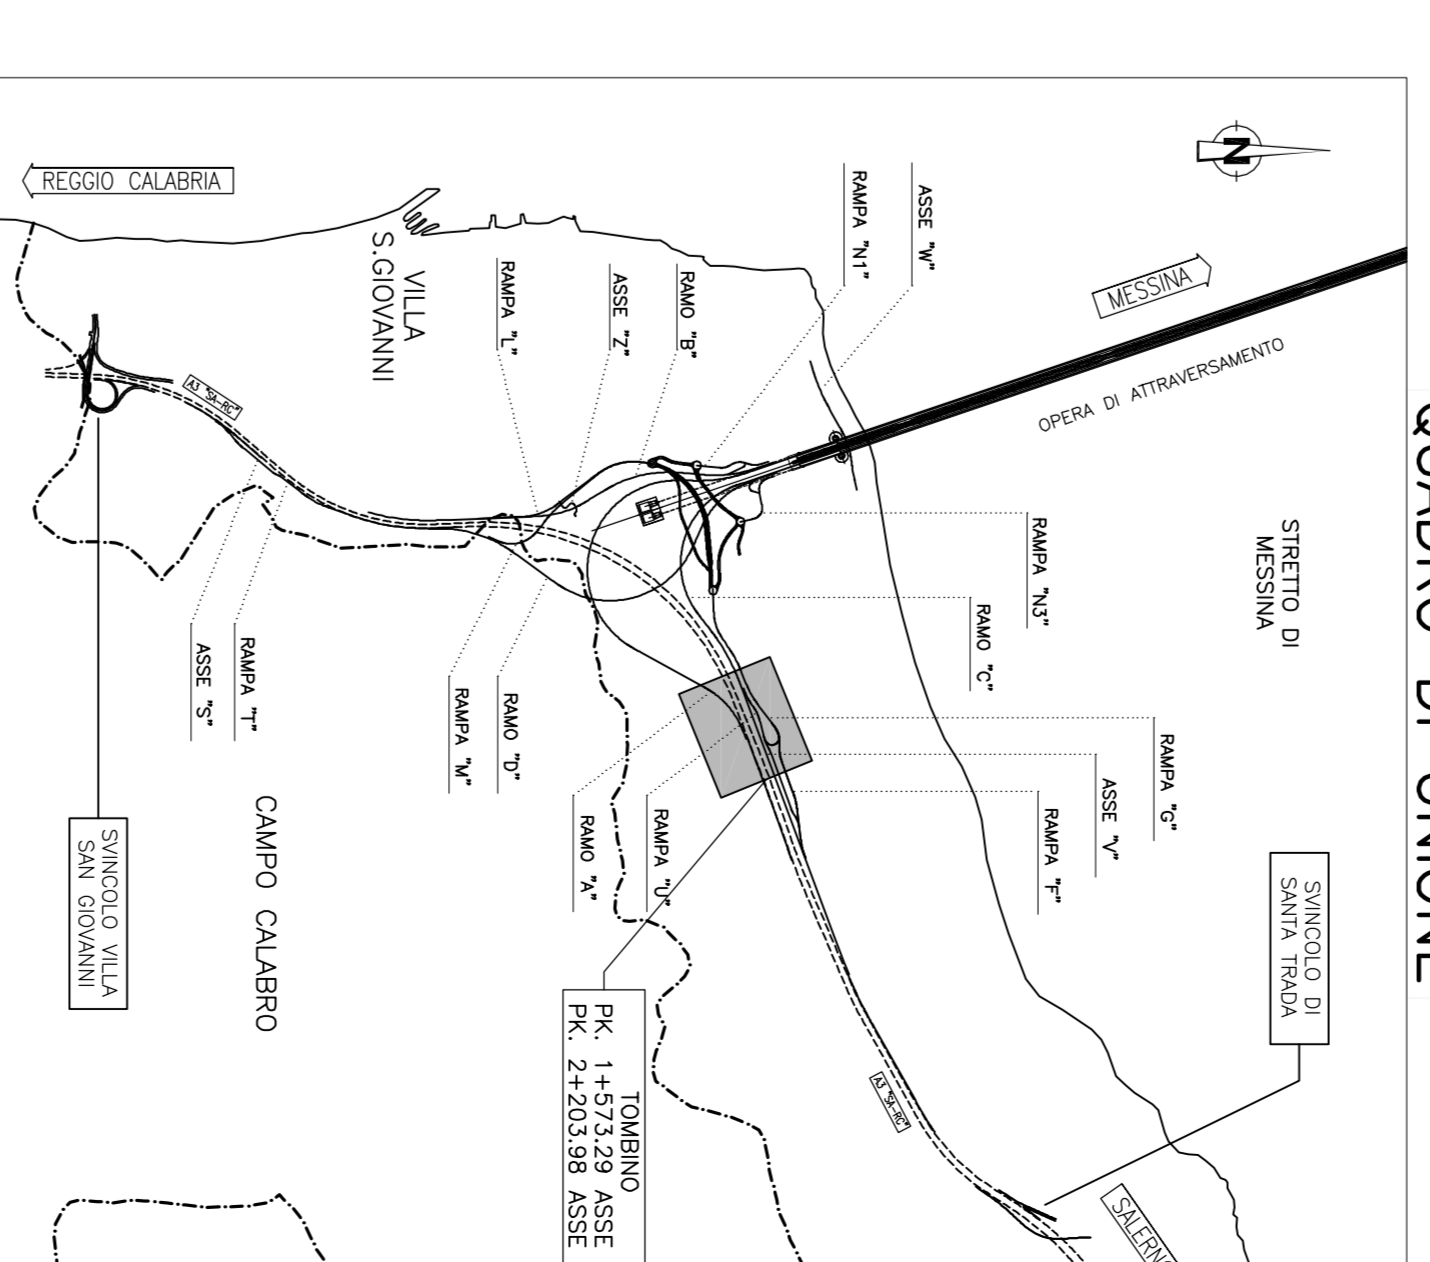 QUADRO DI UNIONE
N
REGGIO CALABRIA
MESSINA
OPERA DI ATTRAVERSAMENTO
STRETTO DI
MESSINA
ASSE "W"
RAMPA "N1"
RAMO "B"
ASSE "Z"
RAMPA "L"
VILLA
S.GIOVANNI
A3 "SA-RC"
RAMPA "N3"
RAMO "C"
RAMPA "G"
ASSE "V"
RAMPA "F"
RAMPA "U"
RAMO "A"
RAMO "D"
RAMPA "M"
RAMPA "T"
ASSE "S"
SVINCOLO DI
SANTA TRADA
SVINCOLO VILLA
SAN GIOVANNI
CAMPO CALABRO
TOMBINO
PK. 1+573.29 ASSE
PK. 2+203.98 ASSE
A3 "SA-RC"
SALERNO